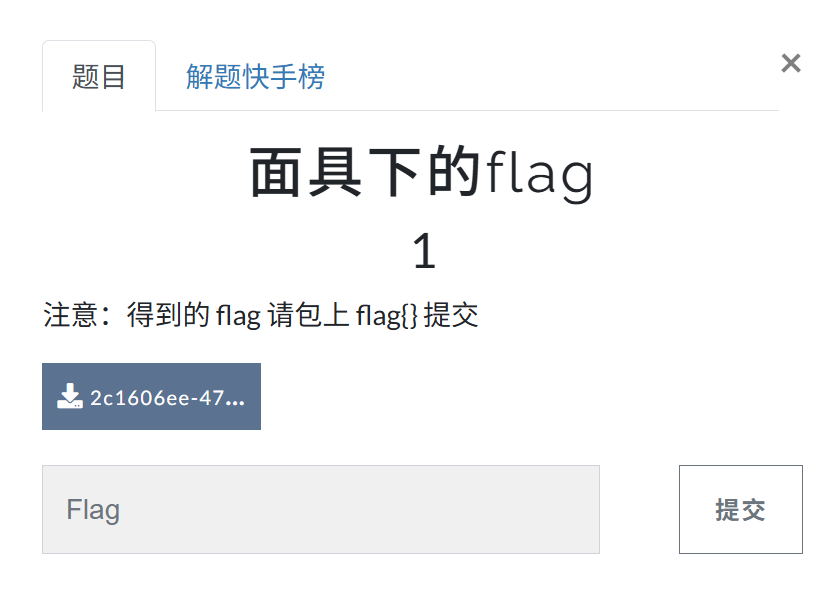 题目 解题快手榜 ×
面具下的flag
1
注意：得到的 flag 请包上 flag{} 提交
2c1606ee-47...
Flag 提交